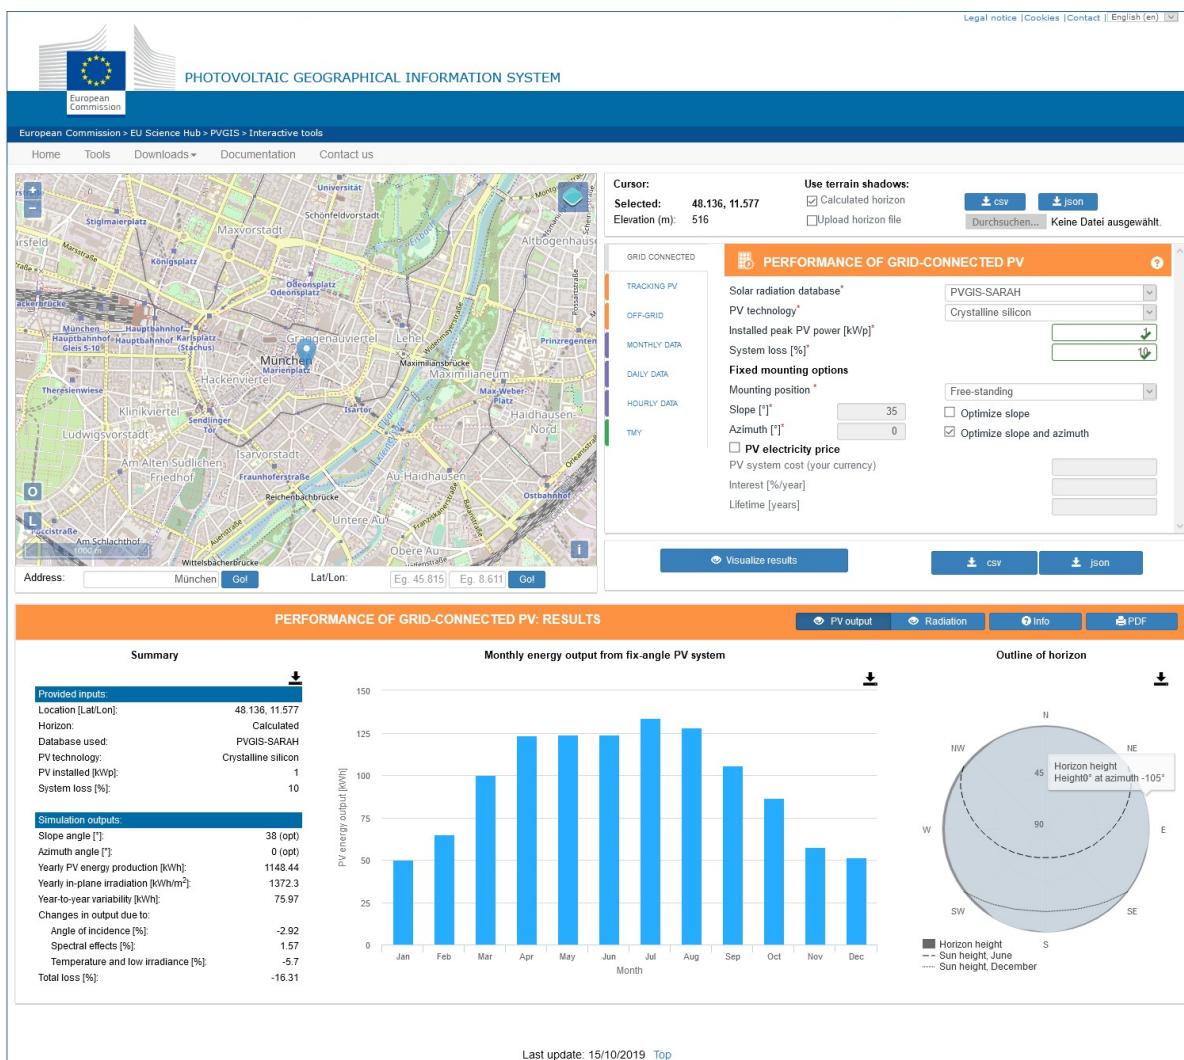 Legal notice |Cookies |Contact | English (en)
European
Commission
PHOTOVOLTAIC GEOGRAPHICAL INFORMATION SYSTEM
European Commission > EU Science Hub > PVGIS > Interactive tools
Home Tools Downloads Documentation Contact us
+
−
Universität
Schönfeldvorstadt
Stiglmaierplatz
Maxvorstadt
Altbogenhaus
Marsstraße
Königsplatz
Odeonsplatz
Odeonsplatz
München
Hauptbahnhof
Gleis 5-10
Hauptbahnhof
Karlsplatz
(Stachus)
Graggenauviertel
Lehel
Widenmayerstraße
Prinzregenten
München
Marienplatz
Maximiliansbrücke
Maximilianeum
Hackenviertel
Theresienwiese
Max-Weber-
Platz
Isartor
Klinikviertel
Sendlinger
Tor
Haidhausen-
Nord
Ludwigsvorstadt
Isarvorstadt
Am Alten Südlichen
Friedhof
Fraunhoferstraße
Au-Haidhausen
Orleansstraße
Reichenbachbrücke
Ostbahnhof
Untere Au
Franziskanerstraße
Balanstraße
Auenstraße
O
L
Am Schlachthof
Obere Au
1000 m
Wittelsbacherbrücke
i
Address: München Go! Lat/Lon: Eg. 45.815 Eg. 8.611 Go!
Cursor: Use terrain shadows:
Selected: 48.136, 11.577 Calculated horizon csv json
Elevation (m): 516 Upload horizon file Durchsuchen... Keine Datei ausgewählt.
GRID CONNECTED
TRACKING PV
OFF-GRID
MONTHLY DATA
DAILY DATA
HOURLY DATA
TMY
PERFORMANCE OF GRID-CONNECTED PV ?
Solar radiation database* PVGIS-SARAH
PV technology* Crystalline silicon
Installed peak PV power [kWp]* 1
System loss [%]* 10
Fixed mounting options
Mounting position * Free-standing
Slope [°]* 35 Optimize slope
Azimuth [°]* 0 Optimize slope and azimuth
PV electricity price
PV system cost (your currency)
Interest [%/year]
Lifetime [years]
Visualize results csv json
PERFORMANCE OF GRID-CONNECTED PV: RESULTS PV output Radiation Info PDF
Summary
Provided inputs:
Location [Lat/Lon]: 48.136, 11.577
Horizon: Calculated
Database used: PVGIS-SARAH
PV technology: Crystalline silicon
PV installed [kWp]: 1
System loss [%]: 10
Simulation outputs:
Slope angle [°]: 38 (opt)
Azimuth angle [°]: 0 (opt)
Yearly PV energy production [kWh]: 1148.44
Yearly in-plane irradiation [kWh/m²]: 1372.3
Year-to-year variability [kWh]: 75.97
Changes in output due to:
Angle of incidence [%]: -2.92
Spectral effects [%]: 1.57
Temperature and low irradiance [%]: -5.7
Total loss [%]: -16.31
Monthly energy output from fix-angle PV system
PV energy output [kWh]
150
125
100
75
50
25
0
Jan Feb Mar Apr May Jun Jul Aug Sep Oct Nov Dec
Month
Outline of horizon
N
NW NE
45
Horizon height
Height0° at azimuth -105°
W 90 E
SW SE
S
Horizon height
Sun height, June
Sun height, December
Last update: 15/10/2019 Top